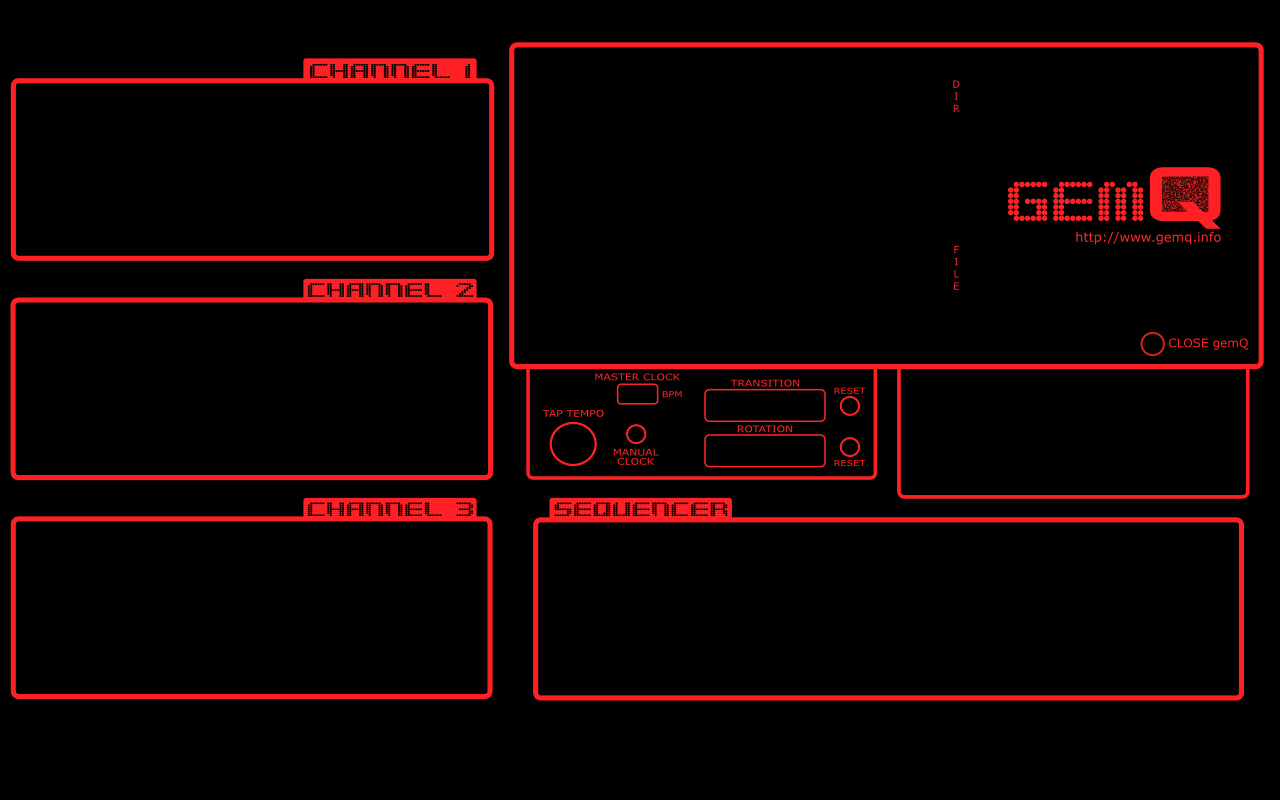 CHANNEL 1
CHANNEL 2
CHANNEL 3
DIR
GEMQ
http://www.gemq.info
FILE
CLOSE gemQ
MASTER CLOCK
BPM
TAP TEMPO
MANUAL
CLOCK
TRANSITION
RESET
ROTATION
RESET
SEQUENCER